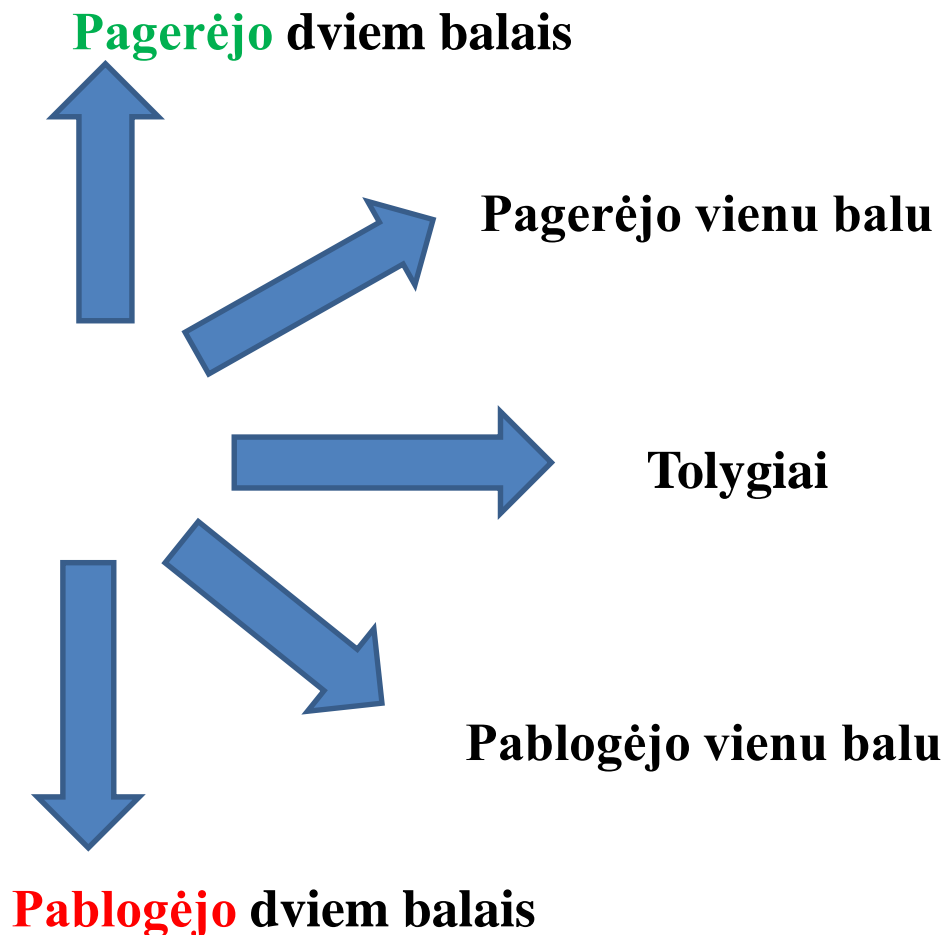 Pagerėjo dviem balais
Pagerėjo vienu balu
Tolygiai
Pablogėjo vienu balu
Pablogėjo dviem balais